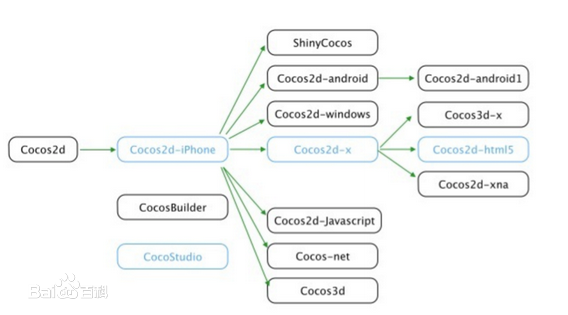 ShinyCocos
Cocos2d-android
Cocos2d-android1
Cocos2d-windows
Cocos3d-x
Cocos2d
Cocos2d-iPhone
Cocos2d-x
Cocos2d-html5
Cocos2d-xna
CocosBuilder
Cocos2d-Javascript
CocoStudio
Cocos-net
Cocos3d
Bai百科